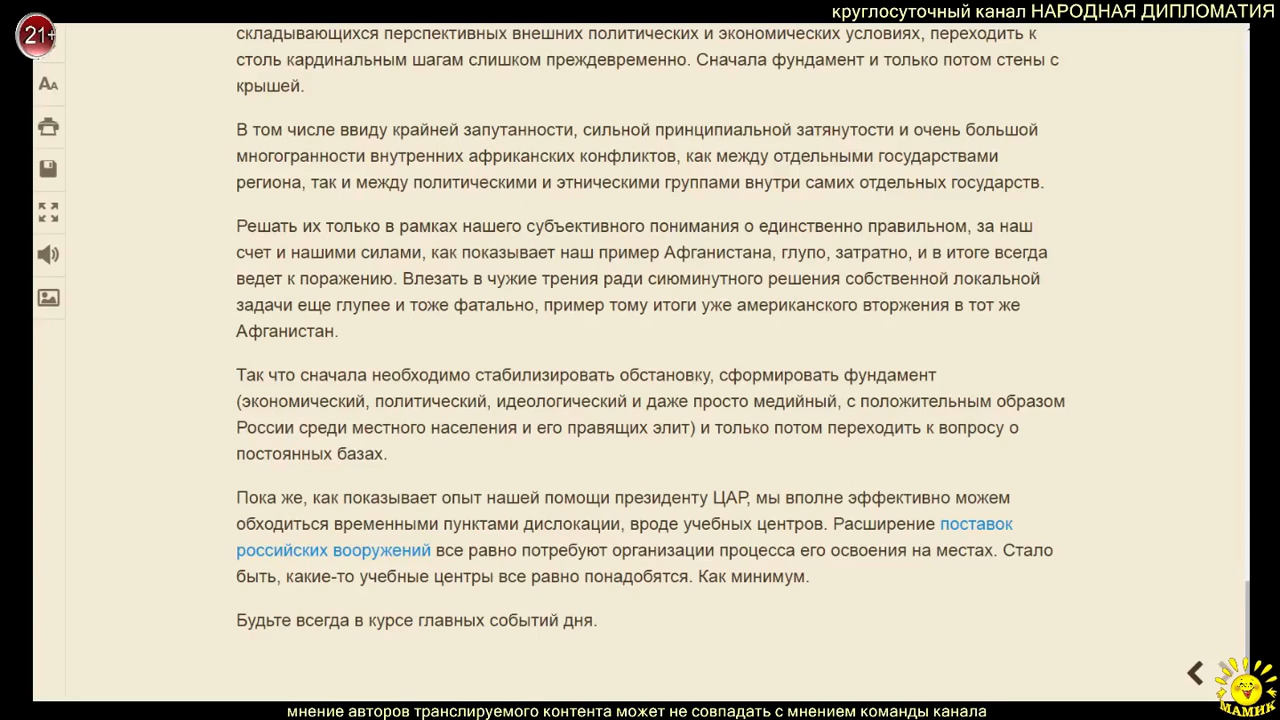 круглосуточный канал НАРОДНАЯ ДИПЛОМАТИЯ
21+
складывающихся перспективных внешних политических и экономических условиях, переходить к
столь кардинальным шагам слишком преждевременно. Сначала фундамент и только потом стены с
крышей.
AA
В том числе ввиду крайней запутанности, сильной принципиальной затянутости и очень большой
многогранности внутренних африканских конфликтов, как между отдельными государствами
региона, так и между политическими и этническими группами внутри самих отдельных государств.
Решать их только в рамках нашего субъективного понимания о единственно правильном, за наш
счет и нашими силами, как показывает наш пример Афганистана, глупо, затратно, и в итоге всегда
ведет к поражению. Влезать в чужие трения ради сиюминутного решения собственной локальной
задачи еще глупее и тоже фатально, пример тому итоги уже американского вторжения в тот же
Афганистан.
Так что сначала необходимо стабилизировать обстановку, сформировать фундамент
(экономический, политический, идеологический и даже просто медийный, с положительным образом
России среди местного населения и его правящих элит) и только потом переходить к вопросу о
постоянных базах.
Пока же, как показывает опыт нашей помощи президенту ЦАР, мы вполне эффективно можем
обходиться временными пунктами дислокации, вроде учебных центров. Расширение поставок
российских вооружений все равно потребуют организации процесса его освоения на местах. Стало
быть, какие-то учебные центры все равно понадобятся. Как минимум.
Будьте всегда в курсе главных событий дня.
МАМИК
мнение авторов транслируемого контента может не совпадать с мнением команды канала